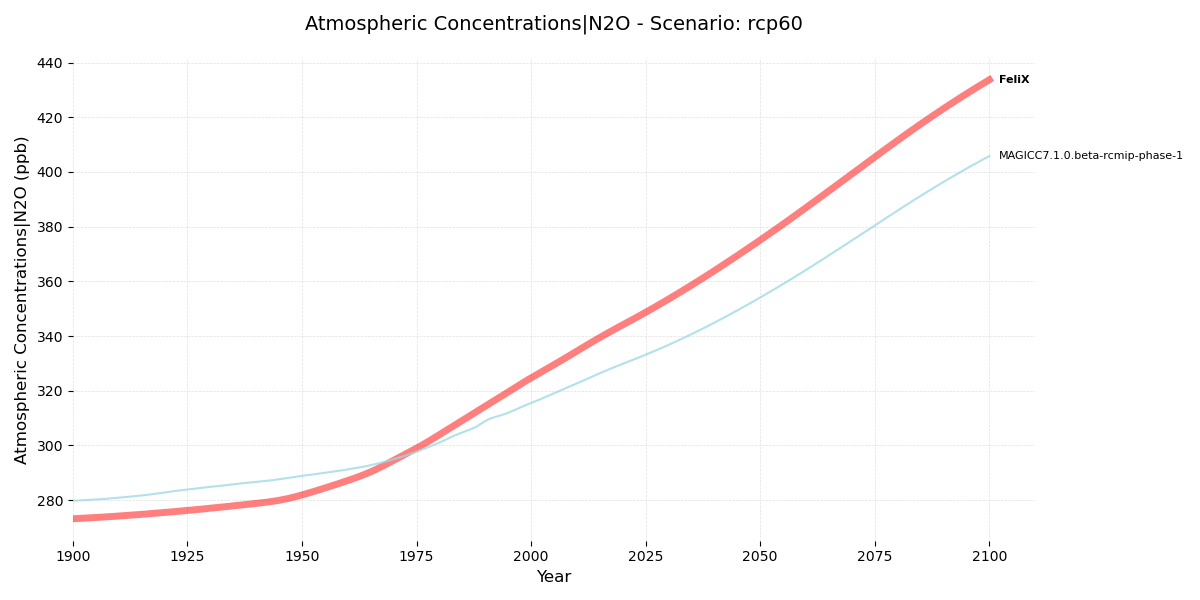 Atmospheric Concentrations|N2O - Scenario: rcp60
Atmospheric Concentrations|N2O (ppb)
440
420
400
380
360
340
320
300
280
FeliX
MAGICC7.1.0.beta-rcmip-phase-1
1900 1925 1950 1975 2000 2025 2050 2075 2100
Year